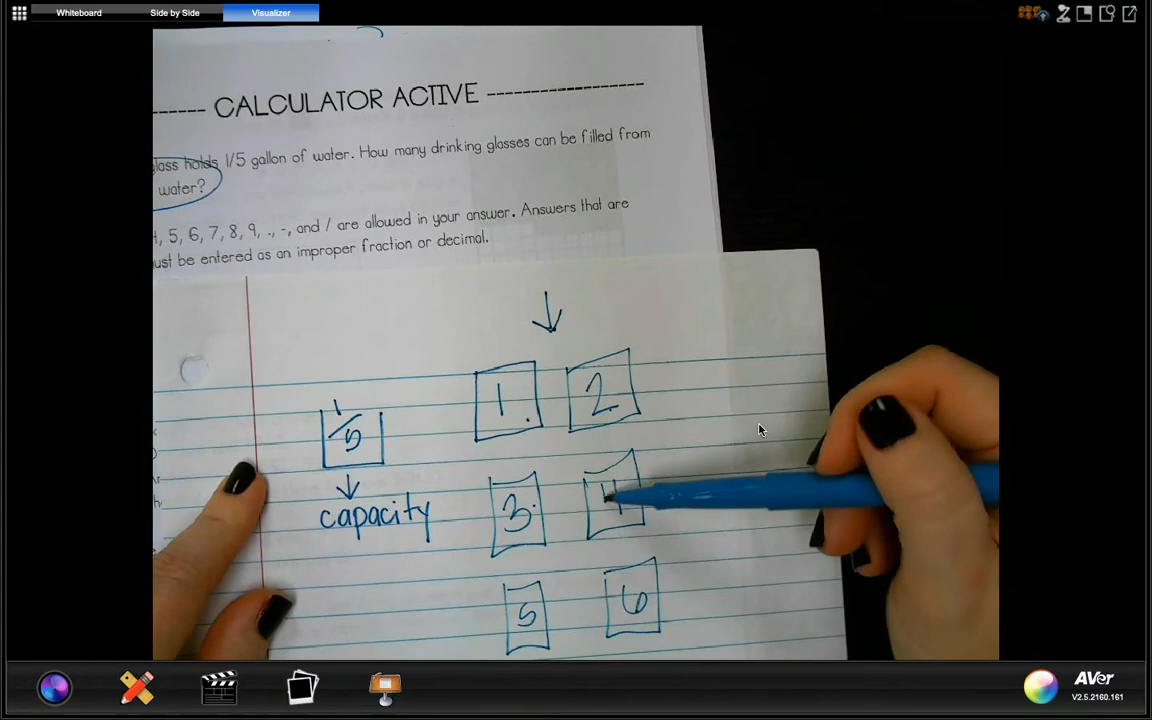 Whiteboard
Side by Side
Visualizer
CALCULATOR ACTIVE
glass holds 1/5 gallon of water. How many drinking glasses can be filled from
water?
4, 5, 6, 7, 8, 9, ., -, and / are allowed in your answer. Answers that are
must be entered as an improper fraction or decimal.
1.
2
1/5
capacity
3.
4
5
6
AVer
V2.5.2160.161